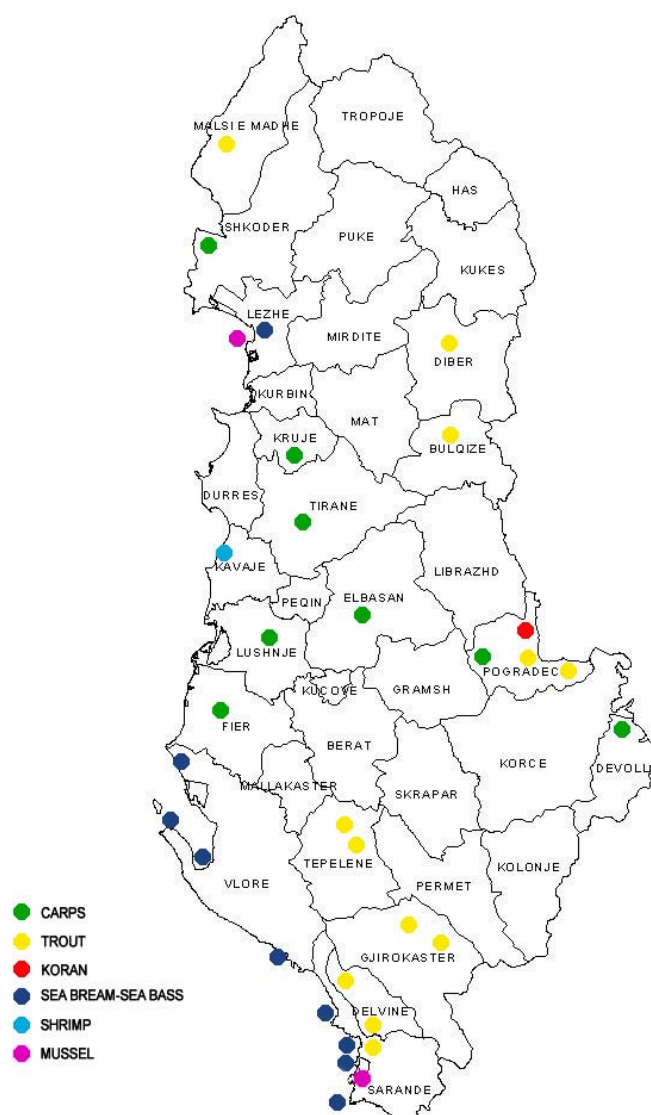 MALSIE MADHE
TROPOJE
HAS
SHKODER
PUKE
KUKES
LEZHE
MIRDITE
DIBER
KURBIN
MAT
KRUJE
BULQIZE
DURRES
TIRANE
KAVAJE
LIBRAZHD
PEQIN
ELBASAN
LUSHNJE
POGRADEC
KUCOVE
GRAMSH
FIER
BERAT
KORCE
DEVOLL
MALLAKASTER
SKRAPAR
TEPELENE
KOLONJE
VLORE
PERMET
GJIROKASTER
DELVINE
SARANDE
CARPS
TROUT
KORAN
SEA BREAM-SEA BASS
SHRIMP
MUSSEL